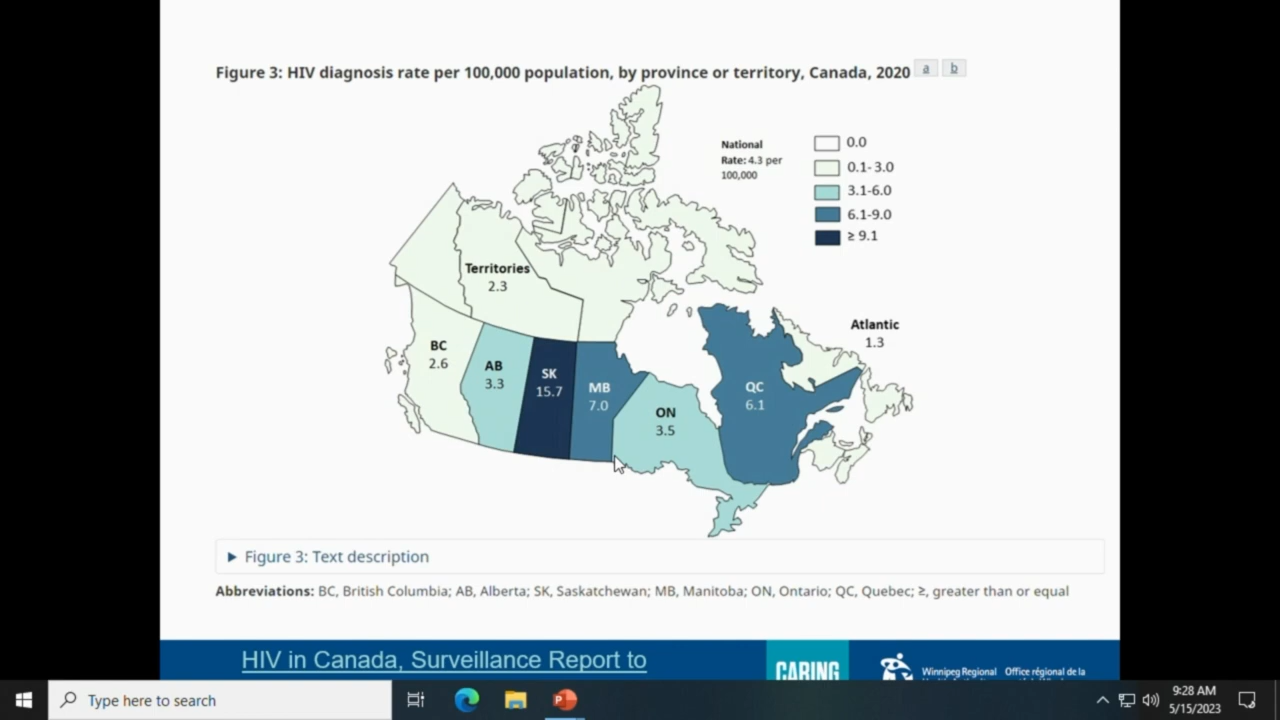 Figure 3: HIV diagnosis rate per 100,000 population, by province or territory, Canada, 2020 a b
National
Rate: 4.3 per
100,000
0.0
0.1- 3.0
3.1-6.0
6.1-9.0
≥ 9.1
Territories
2.3
Atlantic
1.3
BC
2.6
AB
3.3
SK
15.7
MB
7.0
ON
3.5
QC
6.1
Figure 3: Text description
Abbreviations: BC, British Columbia; AB, Alberta; SK, Saskatchewan; MB, Manitoba; ON, Ontario; QC, Quebec; ≥, greater than or equal
HIV in Canada, Surveillance Report to
CARING
Winnipeg Regional
Office régional de la
Type here to search
9:28 AM
5/15/2023